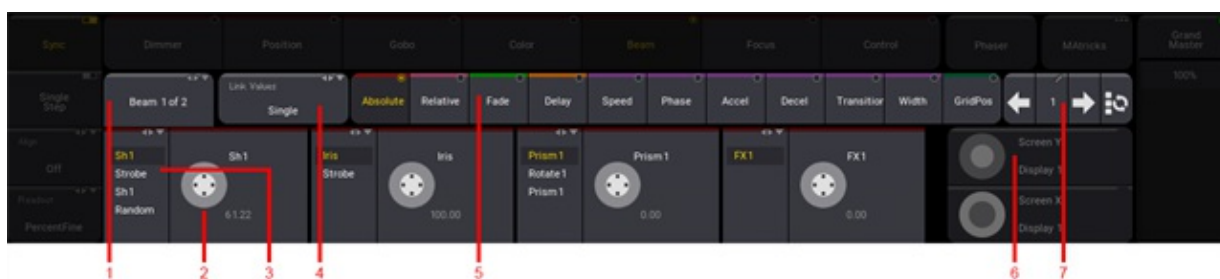 Sync
Dimmer
Position
Gobo
Color
Beam
Focus
Control
Phaser
MAtricks
Grand
Master
Single
Step
Beam 1 of 2
Link Values
Single
Absolute
Relative
Fade
Delay
Speed
Phase
Accel
Decel
Transitior
Width
GridPos
1
100%
Align
Off
Sh1
Strobe
Sh1
Random
Sh1
61.22
Iris
Strobe
Iris
100.00
Prism1
Rotate1
Prism1
Prism1
0.00
FX1
FX1
0.00
Screen Y
Display 1
Screen X
Display 1
Readout
PercentFine
1
2
3
4
5
6
7